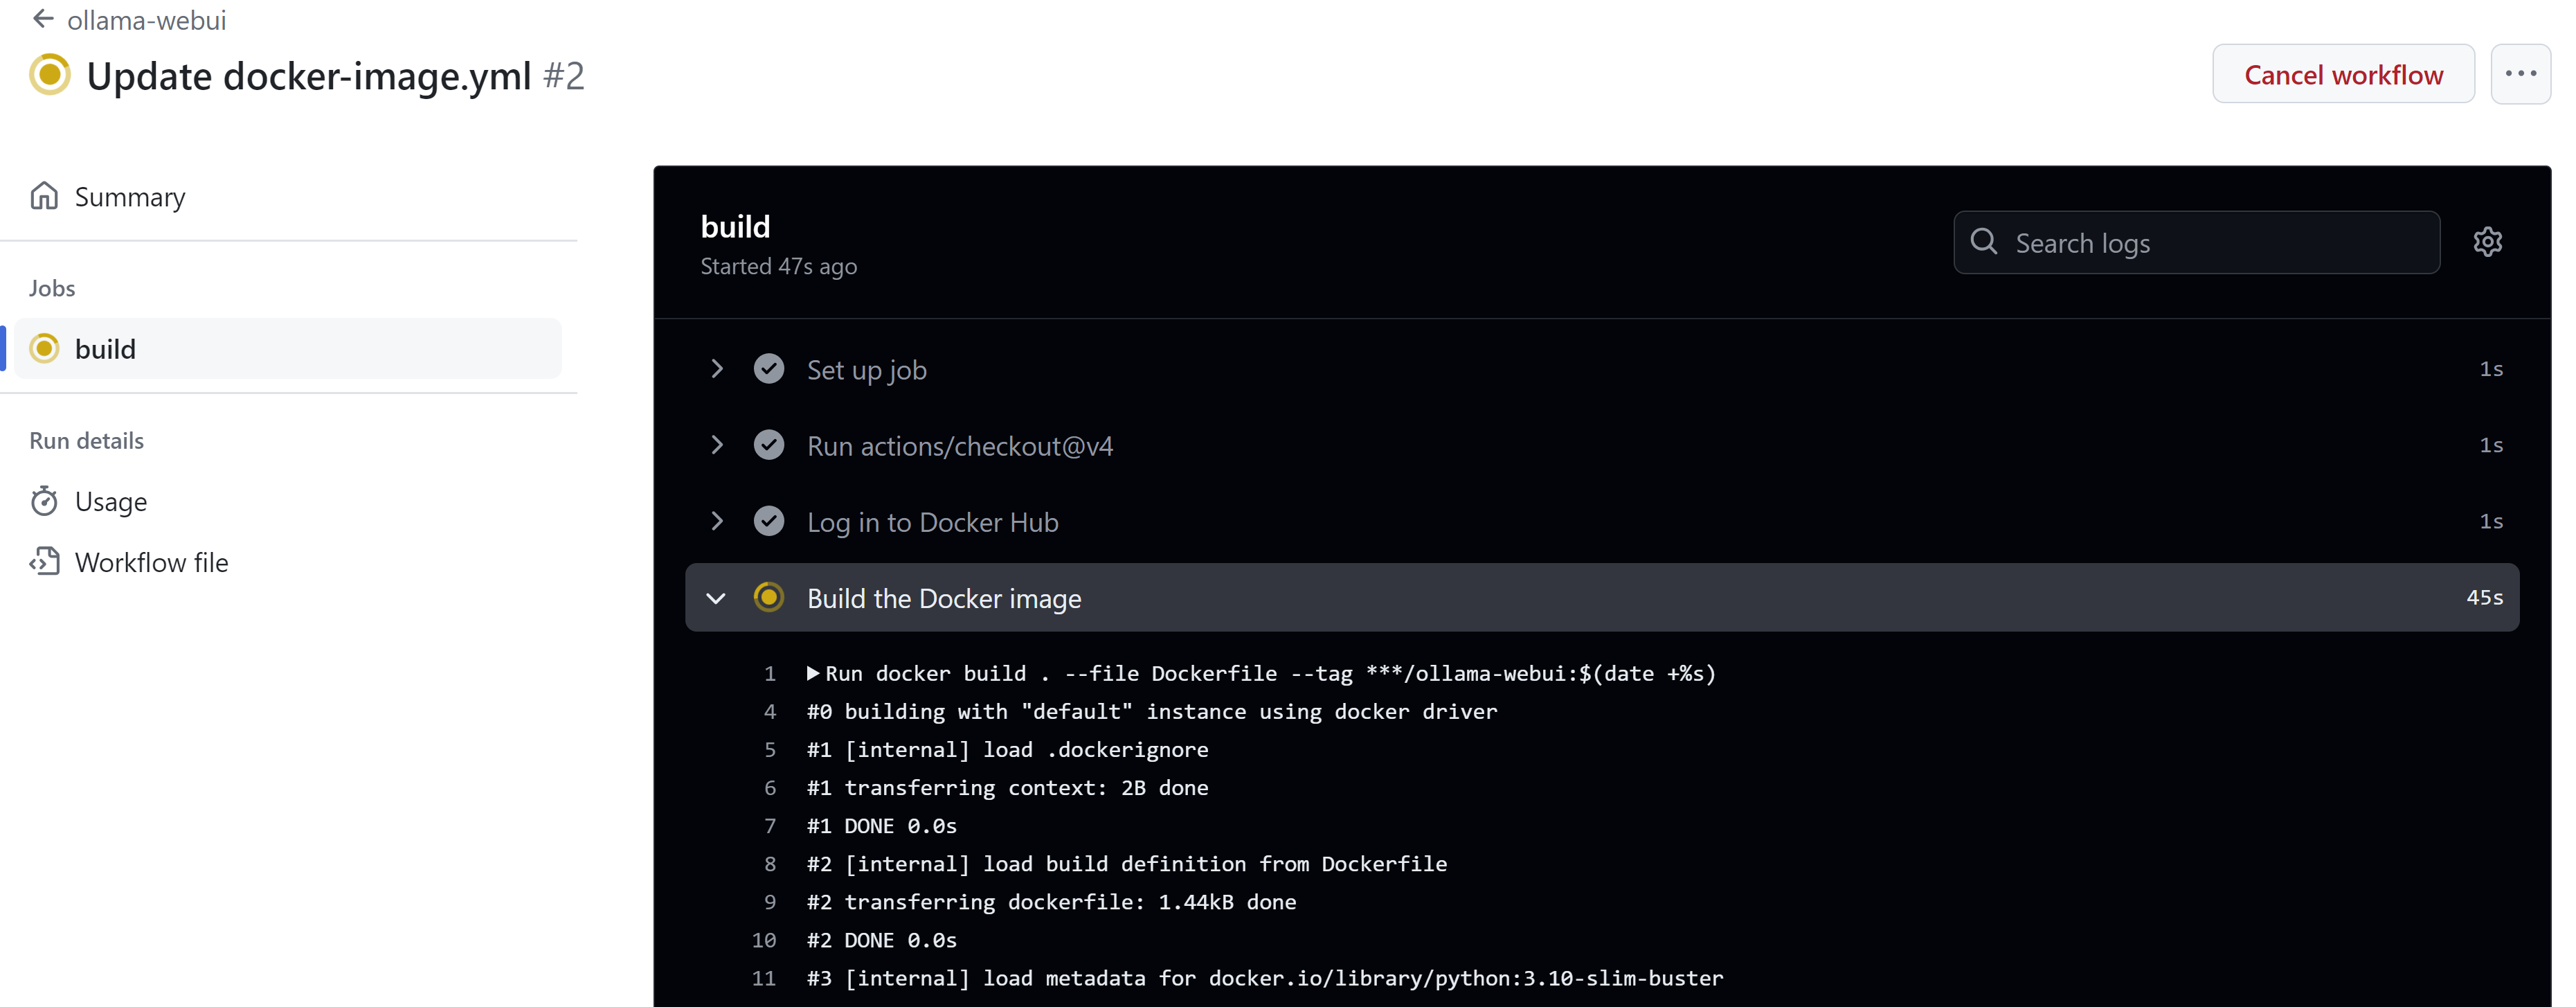 ollama-webui
Update docker-image.yml #2
Cancel workflow
Summary
Jobs
build
Run details
Usage
Workflow file
build
Started 47s ago
Search logs
Set up job 1s
Run actions/checkout@v4 1s
Log in to Docker Hub 1s
Build the Docker image 45s
1 Run docker build . --file Dockerfile --tag ***/ollama-webui:$(date +%s)
4 #0 building with "default" instance using docker driver
5 #1 [internal] load .dockerignore
6 #1 transferring context: 2B done
7 #1 DONE 0.0s
8 #2 [internal] load build definition from Dockerfile
9 #2 transferring dockerfile: 1.44kB done
10 #2 DONE 0.0s
11 #3 [internal] load metadata for docker.io/library/python:3.10-slim-buster